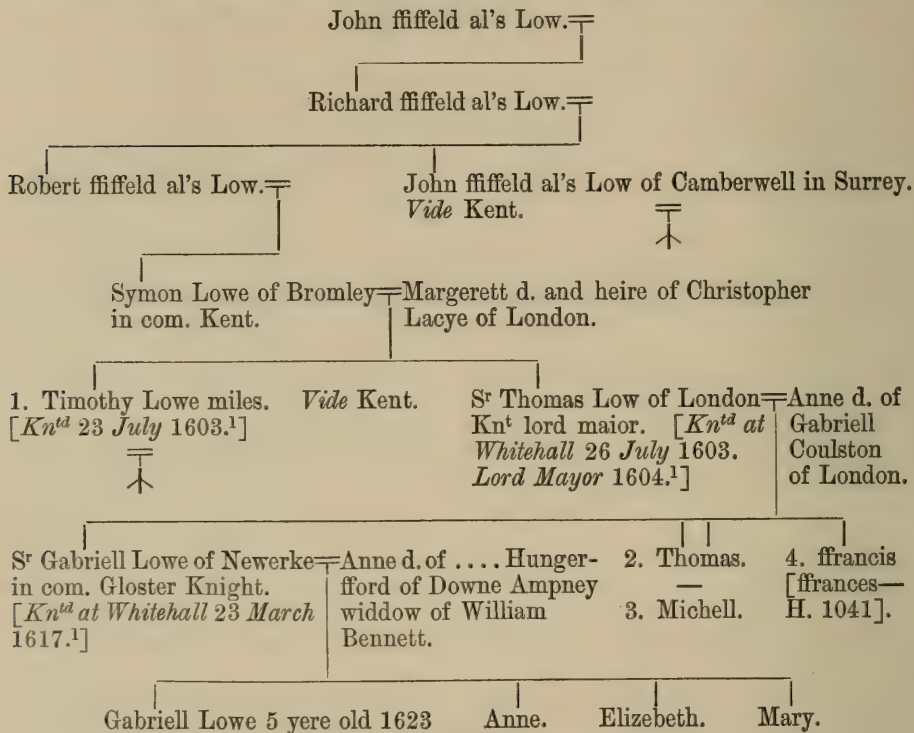 John ffiffeld al's Low.
Richard ffiffeld al's Low.
Robert ffiffeld al's Low.
John ffiffeld al's Low of Camberwell in Surrey.
Vide Kent.
Symon Lowe of Bromley
in com. Kent.
Margerett d. and heire of Christopher
Lacye of London.
1. Timothy Lowe miles. Vide Kent.
[Knᵗᵈ 23 July 1603.¹]
Sʳ Thomas Low of London
Knᵗ lord maior. [Knᵗᵈ at
Whitehall 26 July 1603.
Lord Mayor 1604.¹]
Anne d. of
Gabriell
Coulston
of London.
Sʳ Gabriell Lowe of Newerke
in com. Gloster Knight.
[Knᵗᵈ at Whitehall 23 March
1617.¹]
Anne d. of .... Hunger-
fford of Downe Ampney
widdow of William
Bennett.
2. Thomas.
—
3. Michell.
4. ffrancis
[ffrances—
H. 1041].
Gabriell Lowe 5 yere old 1623
Anne.
Elizebeth.
Mary.